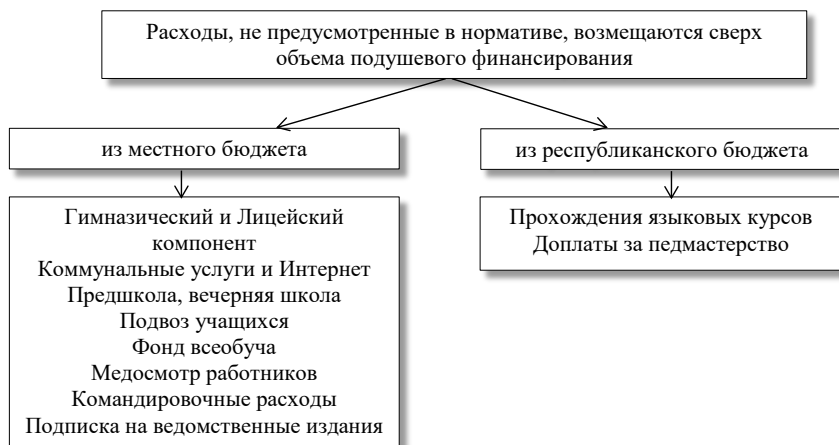 Расходы, не предусмотренные в нормативе, возмещаются сверх
объема подушевого финансирования
из местного бюджета
из республиканского бюджета
Гимназический и Лицейский
компонент
Коммунальные услуги и Интернет
Предшкола, вечерняя школа
Подвоз учащихся
Фонд всеобуча
Медосмотр работников
Командировочные расходы
Подписка на ведомственные издания
Прохождения языковых курсов
Доплаты за педмастерство